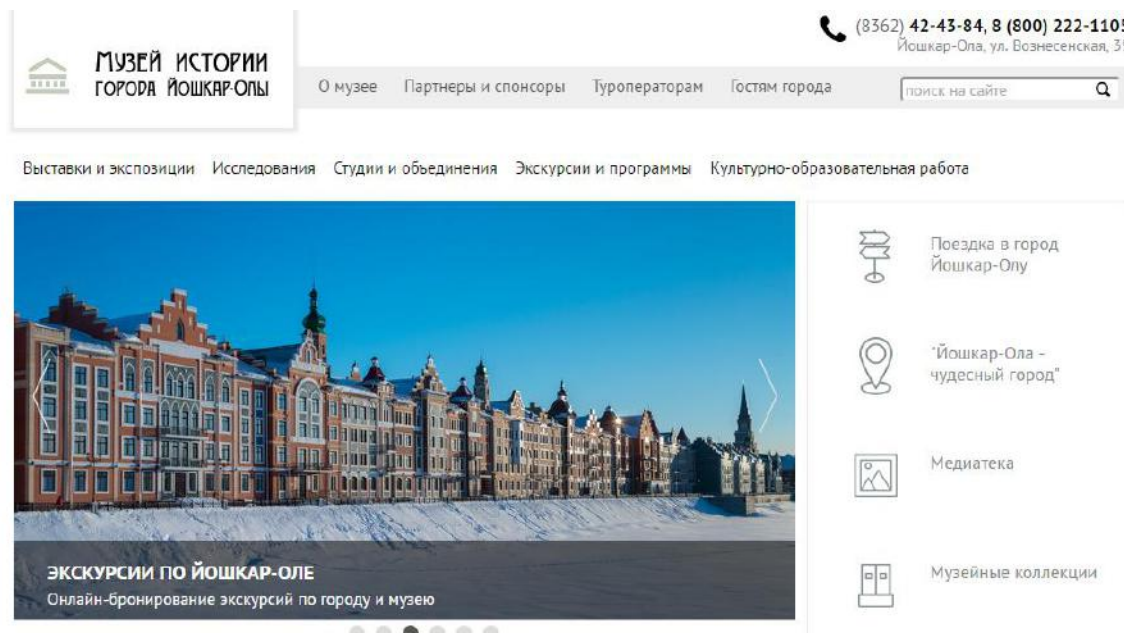 (8362) 42-43-84, 8 (800) 222-1105
Йошкар-Ола, ул. Вознесенская,
Музей истории
города Йошкар-Олы
О музее Партнеры и спонсоры Туроператорам Гостям города
поиск на сайте
Выставки и экспозиции Исследования Студии и объединения Экскурсии и программы Культурно-образовательная работа
Поездка в город
Йошкар-Олу
"Йошкар-Ола -
чудесный город"
Медиатека
Музейные коллекции
ЭКСКУРСИИ ПО ЙОШКАР-ОЛЕ
Онлайн-бронирование экскурсий по городу и музею